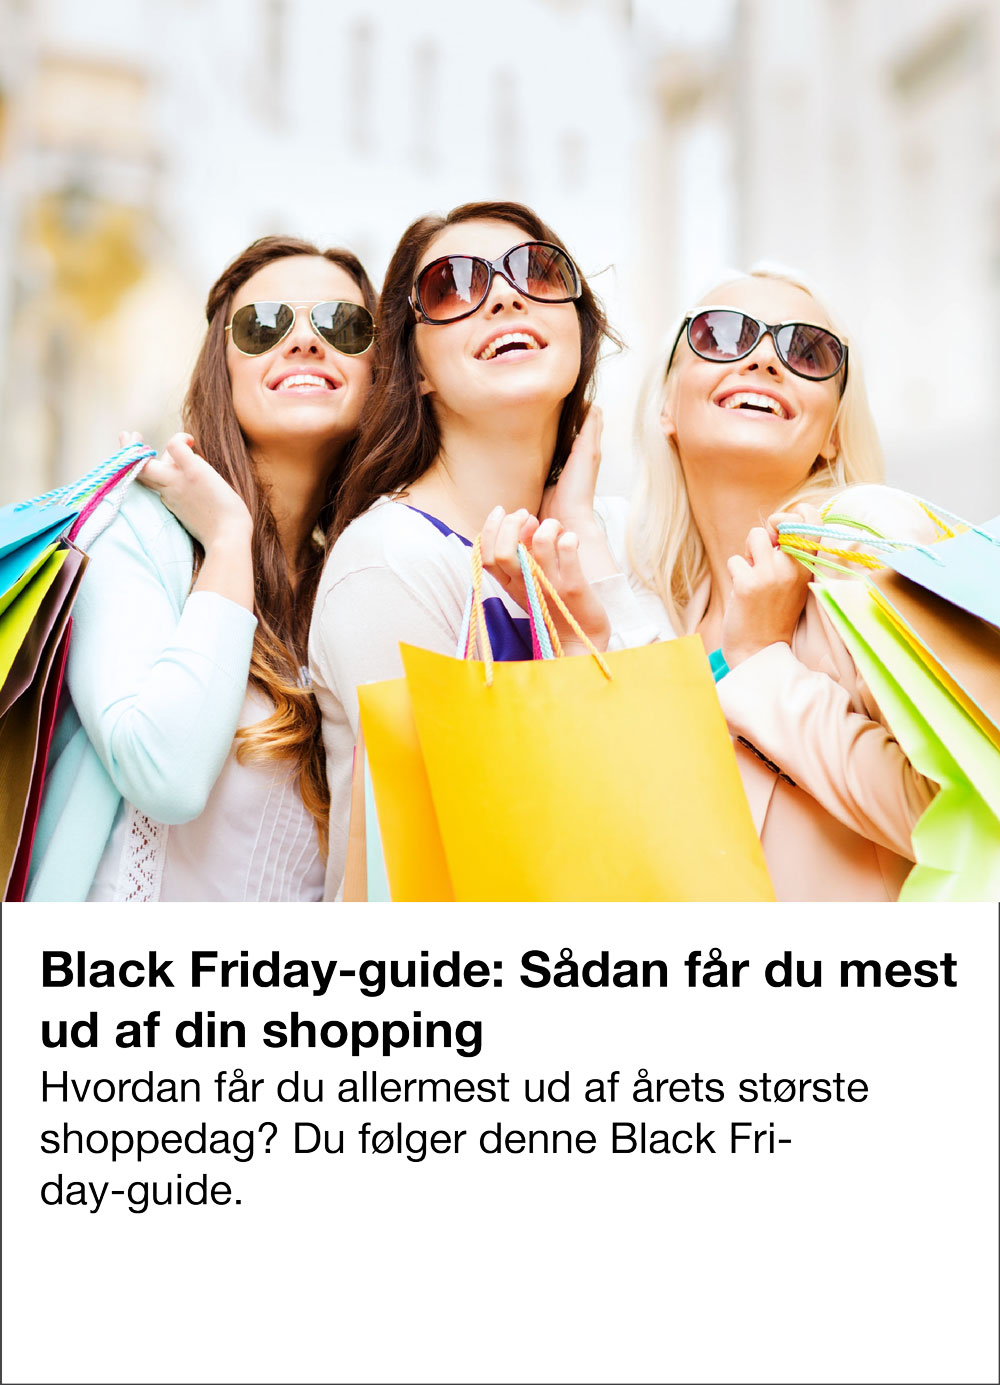 Black Friday-guide: Sådan får du mest
ud af din shopping
Hvordan får du allermest ud af årets største
shoppedag? Du følger denne Black Fri-
day-guide.